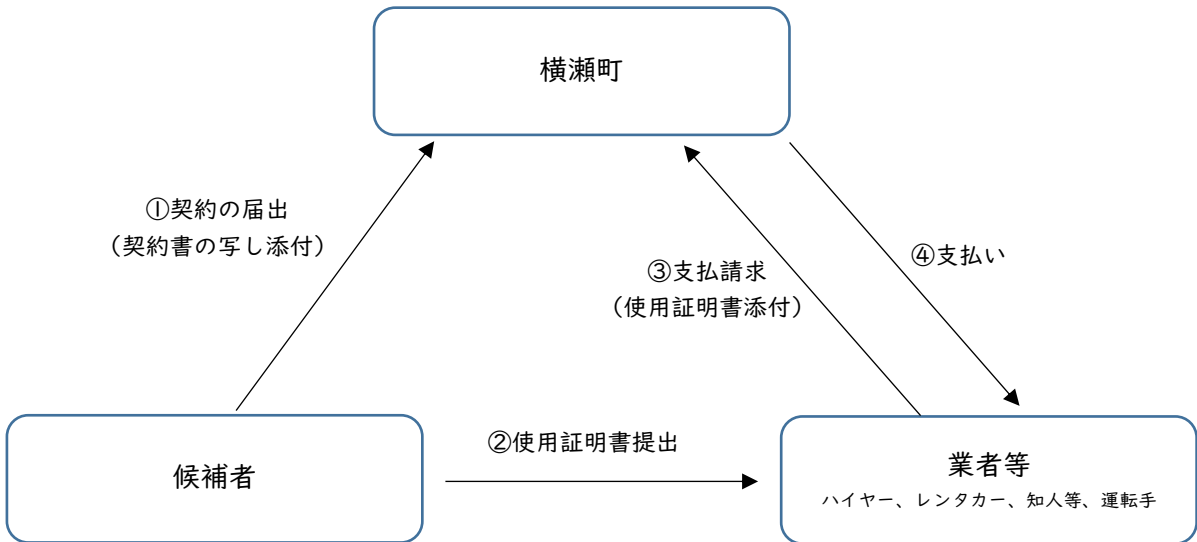 横瀬町
①契約の届出
（契約書の写し添付）
④支払い
③支払請求
（使用証明書添付）
②使用証明書提出
候補者
業者等
ハイヤー、レンタカー、知人等、運転手